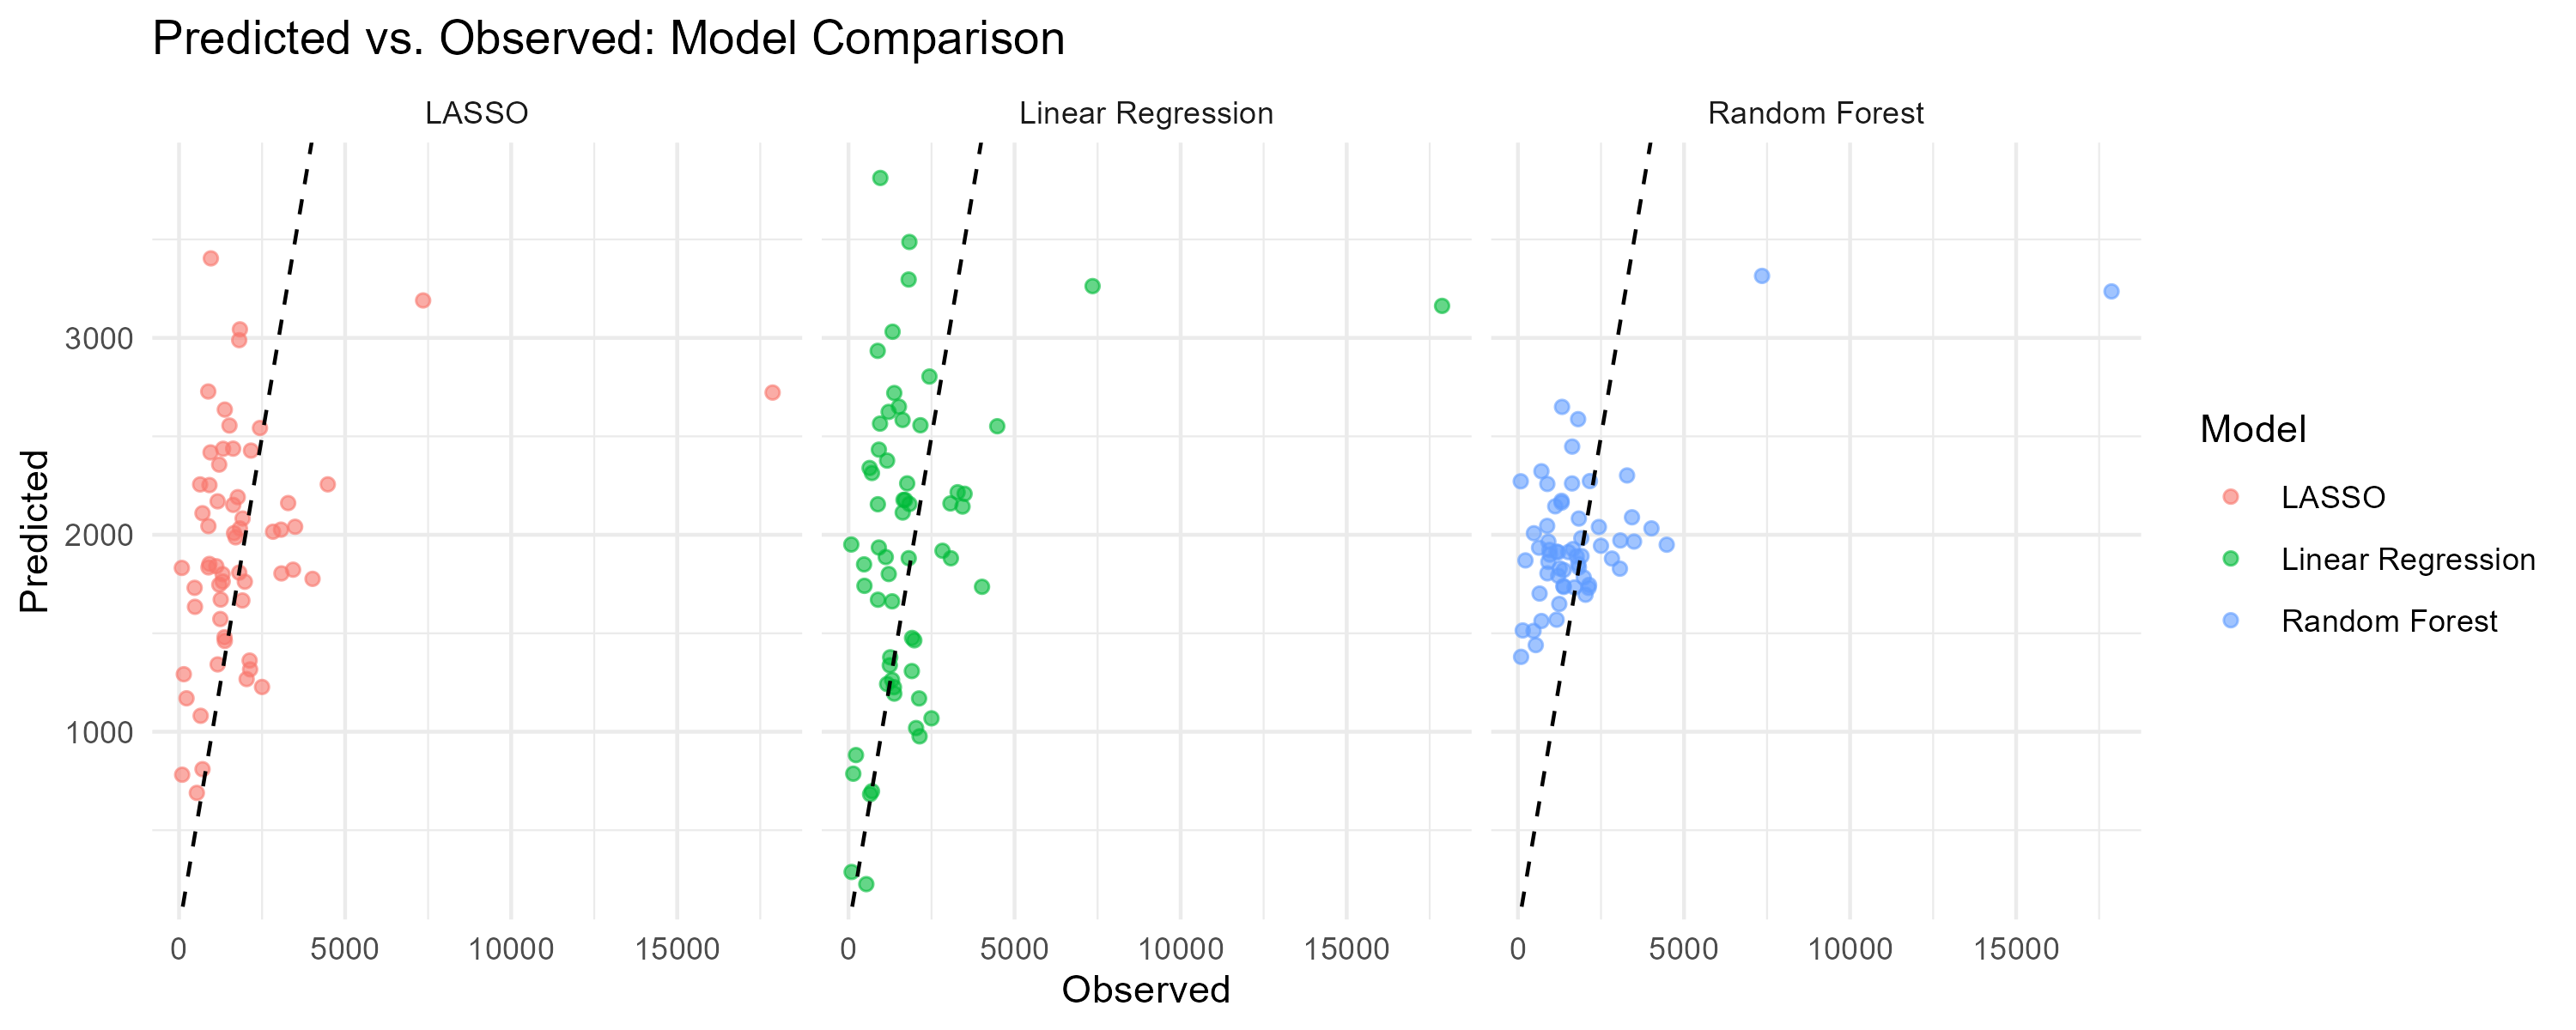 Predicted vs. Observed: Model Comparison
LASSO
Linear Regression
Random Forest
Predicted
3000
2000
1000
0 5000 10000 15000
0 5000 10000 15000
0 5000 10000 15000
Observed
Model
LASSO
Linear Regression
Random Forest